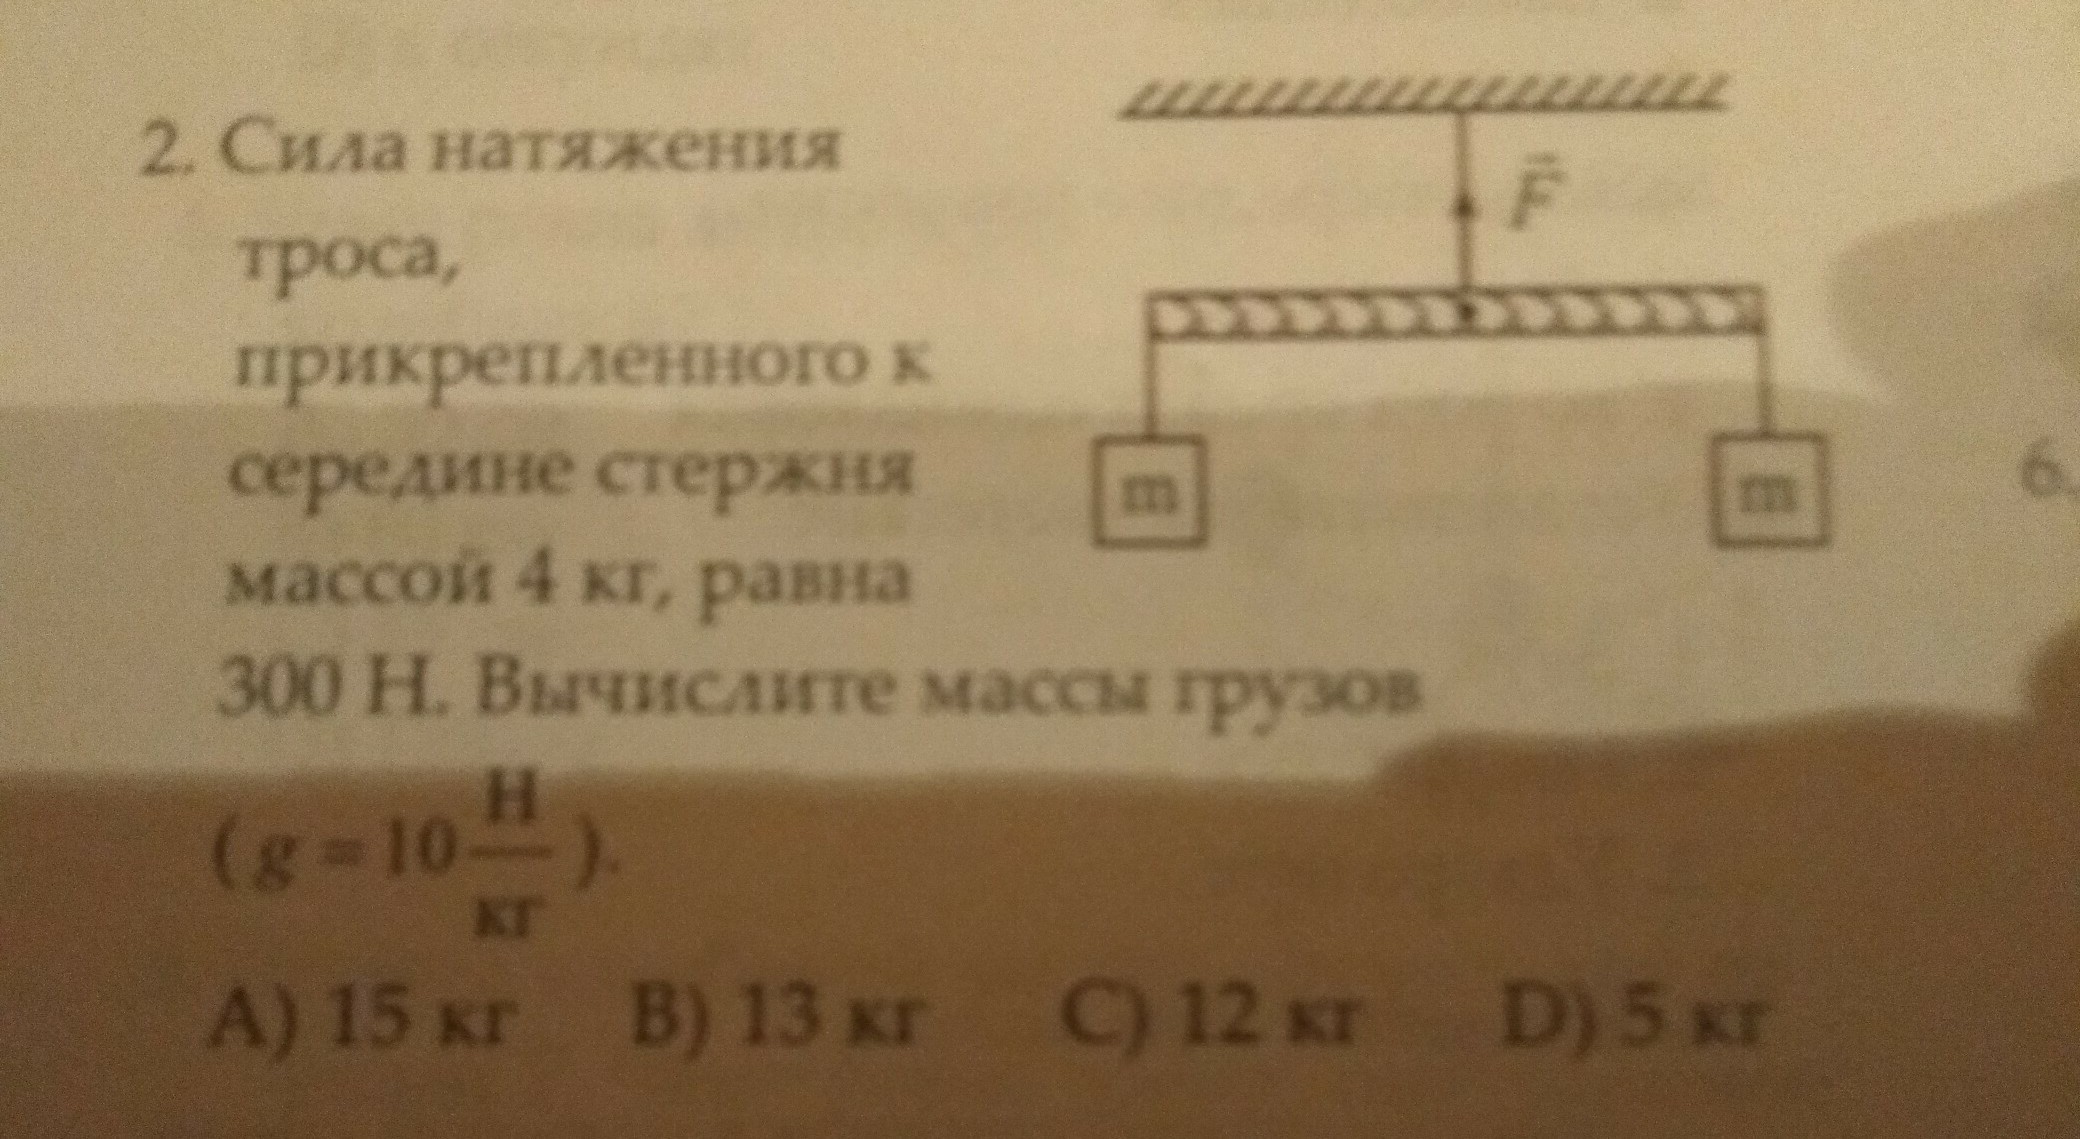 2. Сила натяжения
троса,
прикрепленного к
середине стержня
массой 4 кг, равна
300 Н. Вычислите массы грузов
( g = 10 Н/кг ).
A) 15 кг B) 13 кг C) 12 кг D) 5 кг
F⃗
m m
6.